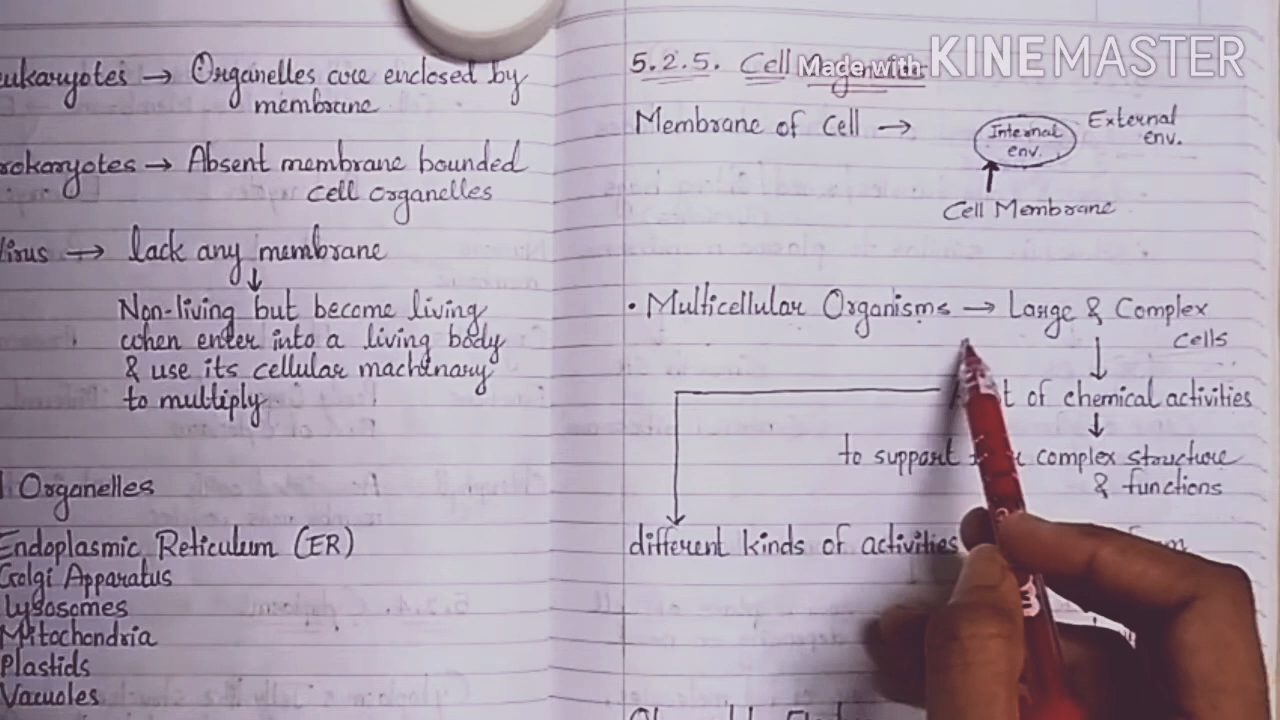 eukaryotes → Organelles are enclosed by
membrane
rokaryotes → Absent membrane bounded
cell organelles
Virus → lack any membrane
↓
Non-living but become living
when enter into a living body
& use its cellular machinary
to multiply
Organelles
Endoplasmic Reticulum (ER)
Golgi Apparatus
Lysosomes
Mitochondria
Plastids
Vacuoles
Made with KINEMASTER
5.2.5. Cell
Membrane of Cell →
Internal
env.
External
env.
Cell Membrane
• Multicellular Organisms → Large & Complex
Cells
↓
of chemical activities
↓
to support complex structure
& functions
different kinds of activities